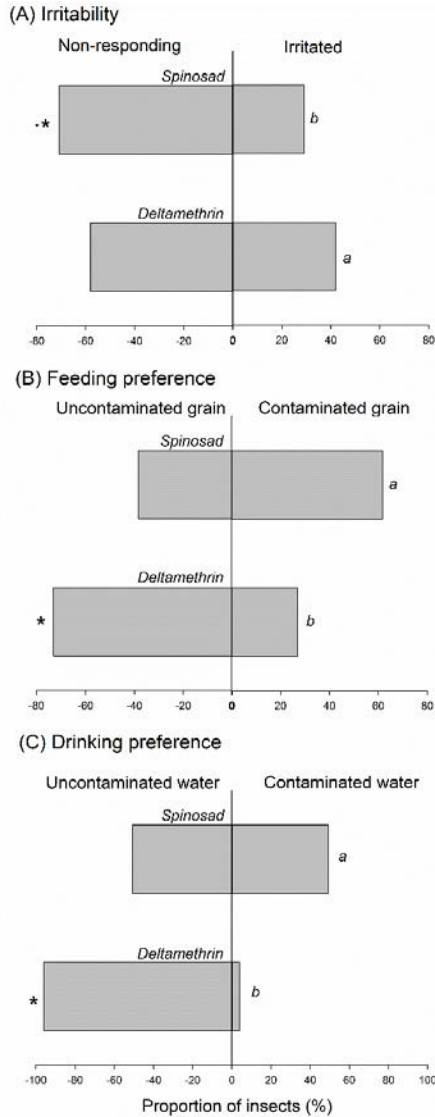 (A) Irritability
Non-responding Irritated
Spinosad
* b
Deltamethrin
a
-80 -60 -40 -20 0 20 40 60 80
(B) Feeding preference
Uncontaminated grain Contaminated grain
Spinosad
a
Deltamethrin
* b
-80 -60 -40 -20 0 20 40 60 80
(C) Drinking preference
Uncontaminated water Contaminated water
Spinosad
a
Deltamethrin
* b
-100 -80 -60 -40 -20 0 20 40 60 80 100
Proportion of insects (%)